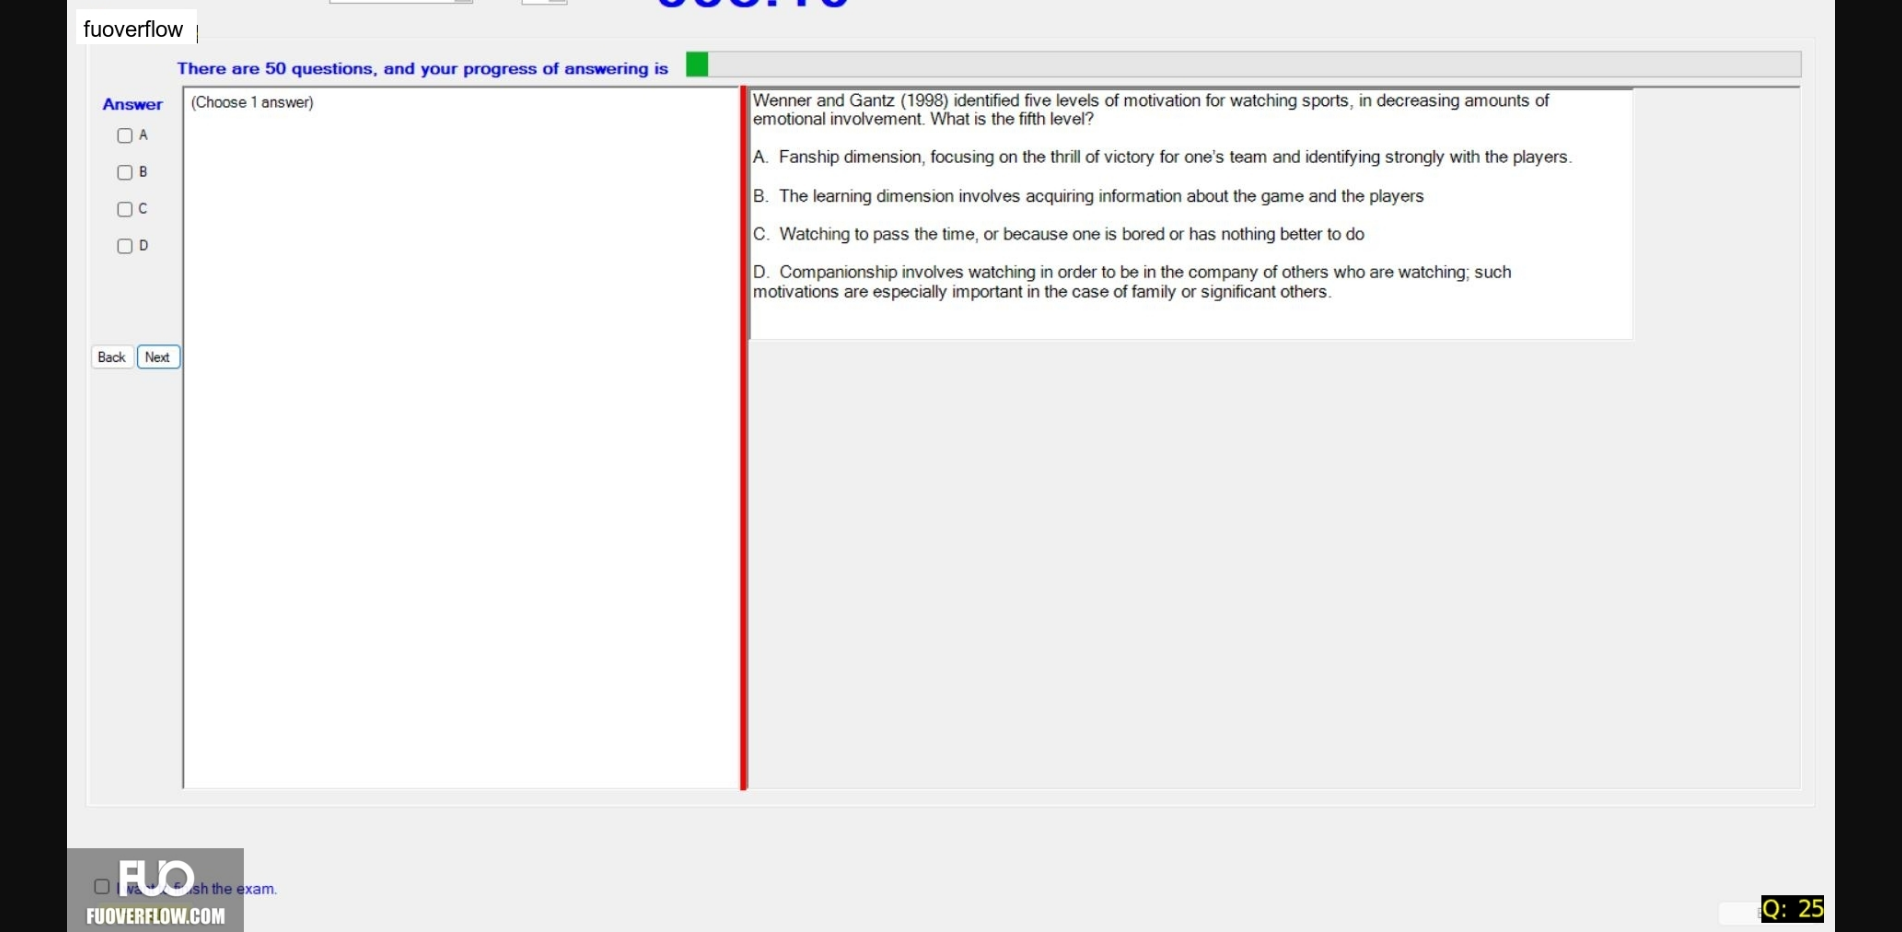 fuoverflow
There are 50 questions, and your progress of answering is
Answer
(Choose 1 answer)
A
B
C
D
Back
Next
Wenner and Gantz (1998) identified five levels of motivation for watching sports, in decreasing amounts of
emotional involvement. What is the fifth level?
A. Fanship dimension, focusing on the thrill of victory for one's team and identifying strongly with the players.
B. The learning dimension involves acquiring information about the game and the players
C. Watching to pass the time, or because one is bored or has nothing better to do
D. Companionship involves watching in order to be in the company of others who are watching; such
motivations are especially important in the case of family or significant others.
FUO
the exam.
FUOVERFLOW.COM
Q: 25